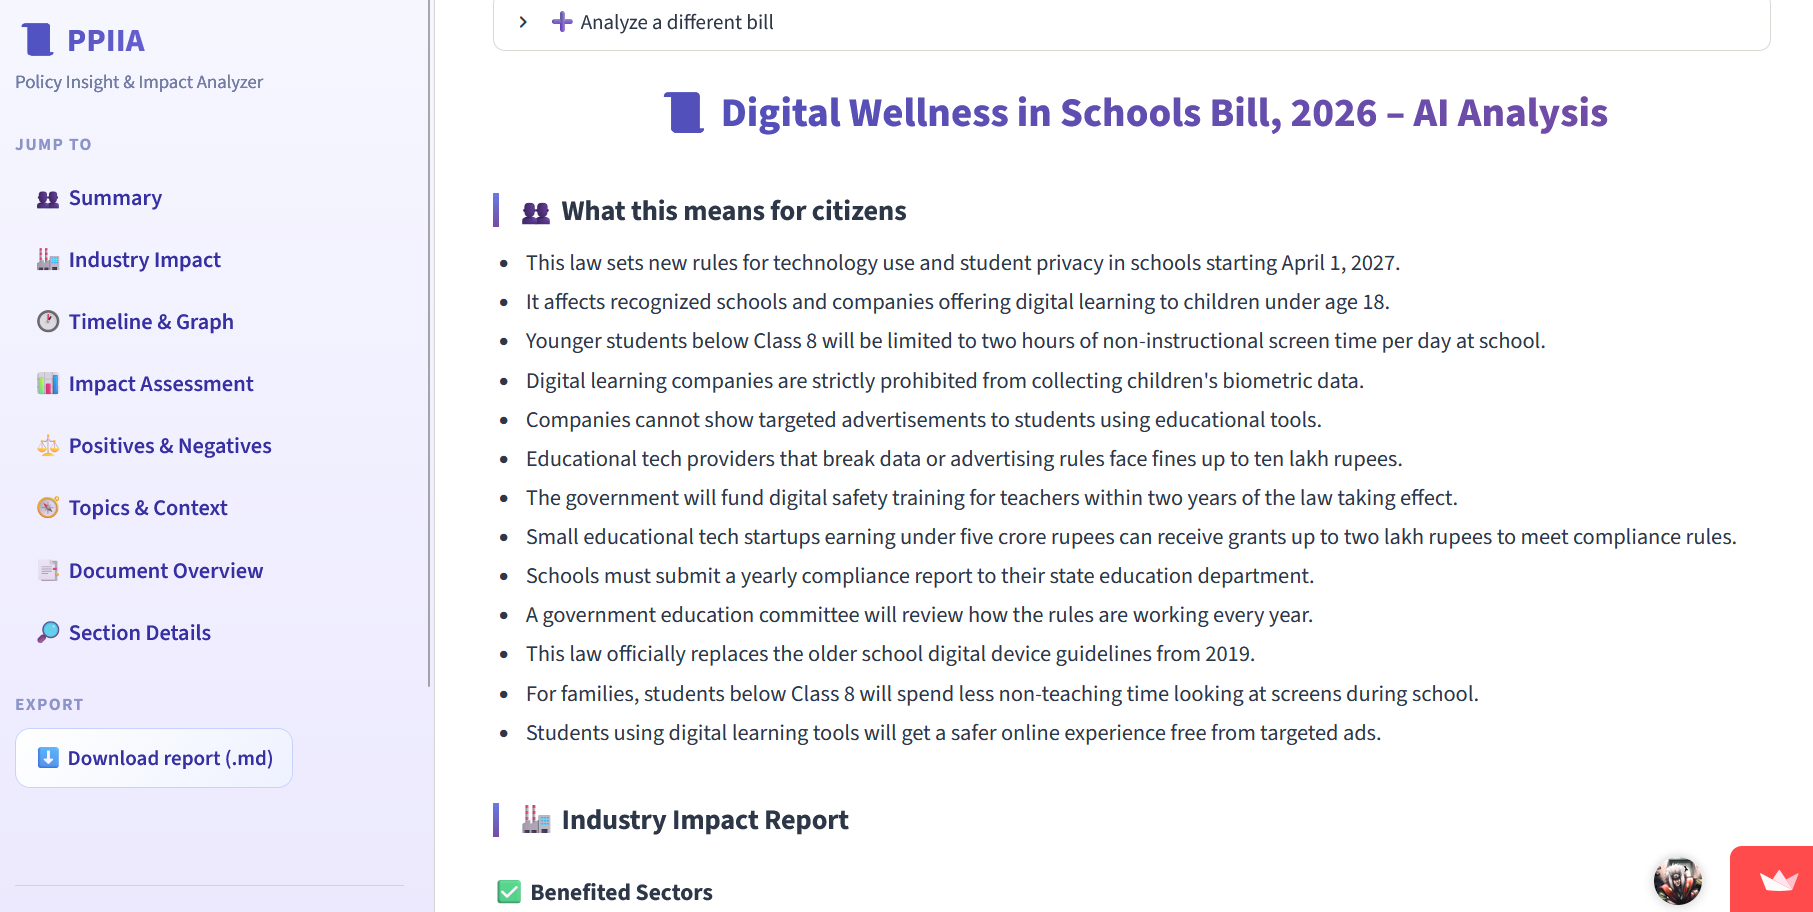 PPIIA
Policy Insight & Impact Analyzer
JUMP TO
Summary
Industry Impact
Timeline & Graph
Impact Assessment
Positives & Negatives
Topics & Context
Document Overview
Section Details
EXPORT
Download report (.md)
Analyze a different bill
Digital Wellness in Schools Bill, 2026 – AI Analysis
What this means for citizens
This law sets new rules for technology use and student privacy in schools starting April 1, 2027.
It affects recognized schools and companies offering digital learning to children under age 18.
Younger students below Class 8 will be limited to two hours of non-instructional screen time per day at school.
Digital learning companies are strictly prohibited from collecting children's biometric data.
Companies cannot show targeted advertisements to students using educational tools.
Educational tech providers that break data or advertising rules face fines up to ten lakh rupees.
The government will fund digital safety training for teachers within two years of the law taking effect.
Small educational tech startups earning under five crore rupees can receive grants up to two lakh rupees to meet compliance rules.
Schools must submit a yearly compliance report to their state education department.
A government education committee will review how the rules are working every year.
This law officially replaces the older school digital device guidelines from 2019.
For families, students below Class 8 will spend less non-teaching time looking at screens during school.
Students using digital learning tools will get a safer online experience free from targeted ads.
Industry Impact Report
Benefited Sectors